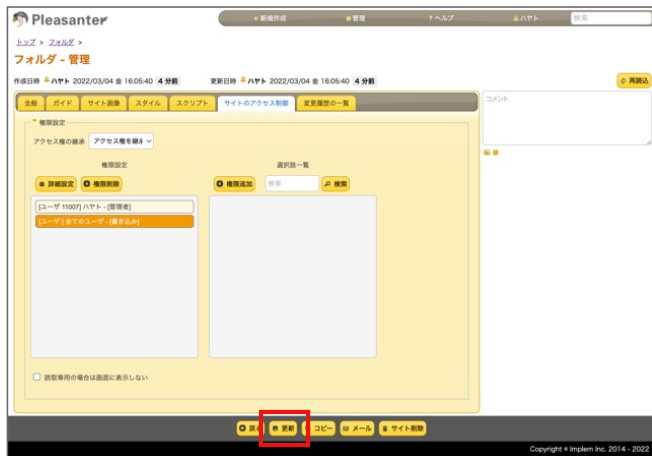 Pleasanter
新規作成 管理 ヘルプ ハヤト 検索
トップ > フォルダ >
フォルダ - 管理
作成日時 ハヤト 2022/03/04 金 16:05:40 4 分前 更新日時 ハヤト 2022/03/04 金 16:05:40 4 分前 再読込
全般 ガイド サイト画像 スタイル スクリプト サイトのアクセス制御 変更履歴の一覧 コメント
権限設定
アクセス権の継承 アクセス権を継
権限設定 選択肢一覧
詳細設定 権限削除 権限追加 検索 検索
[ユーザ 11007] ハヤト - [管理者]
[ユーザ] 全てのユーザ - [書き込み]
読取専用の場合は画面に表示しない
戻る 更新 コピー メール サイト削除
Copyright © Implem Inc. 2014 - 2022